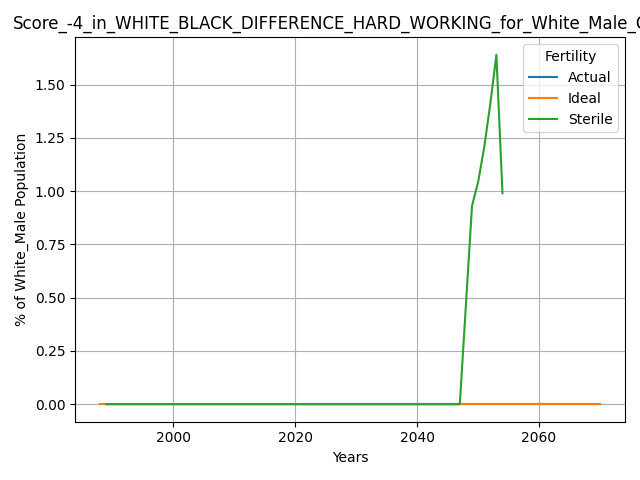 Score_-4_in_WHITE_BLACK_DIFFERENCE_HARD_WORKING_for_White_Male_
Fertility
Actual
Ideal
Sterile
1.50
1.25
1.00
0.75
0.50
0.25
0.00
% of White_Male Population
2000
2020
2040
2060
Years